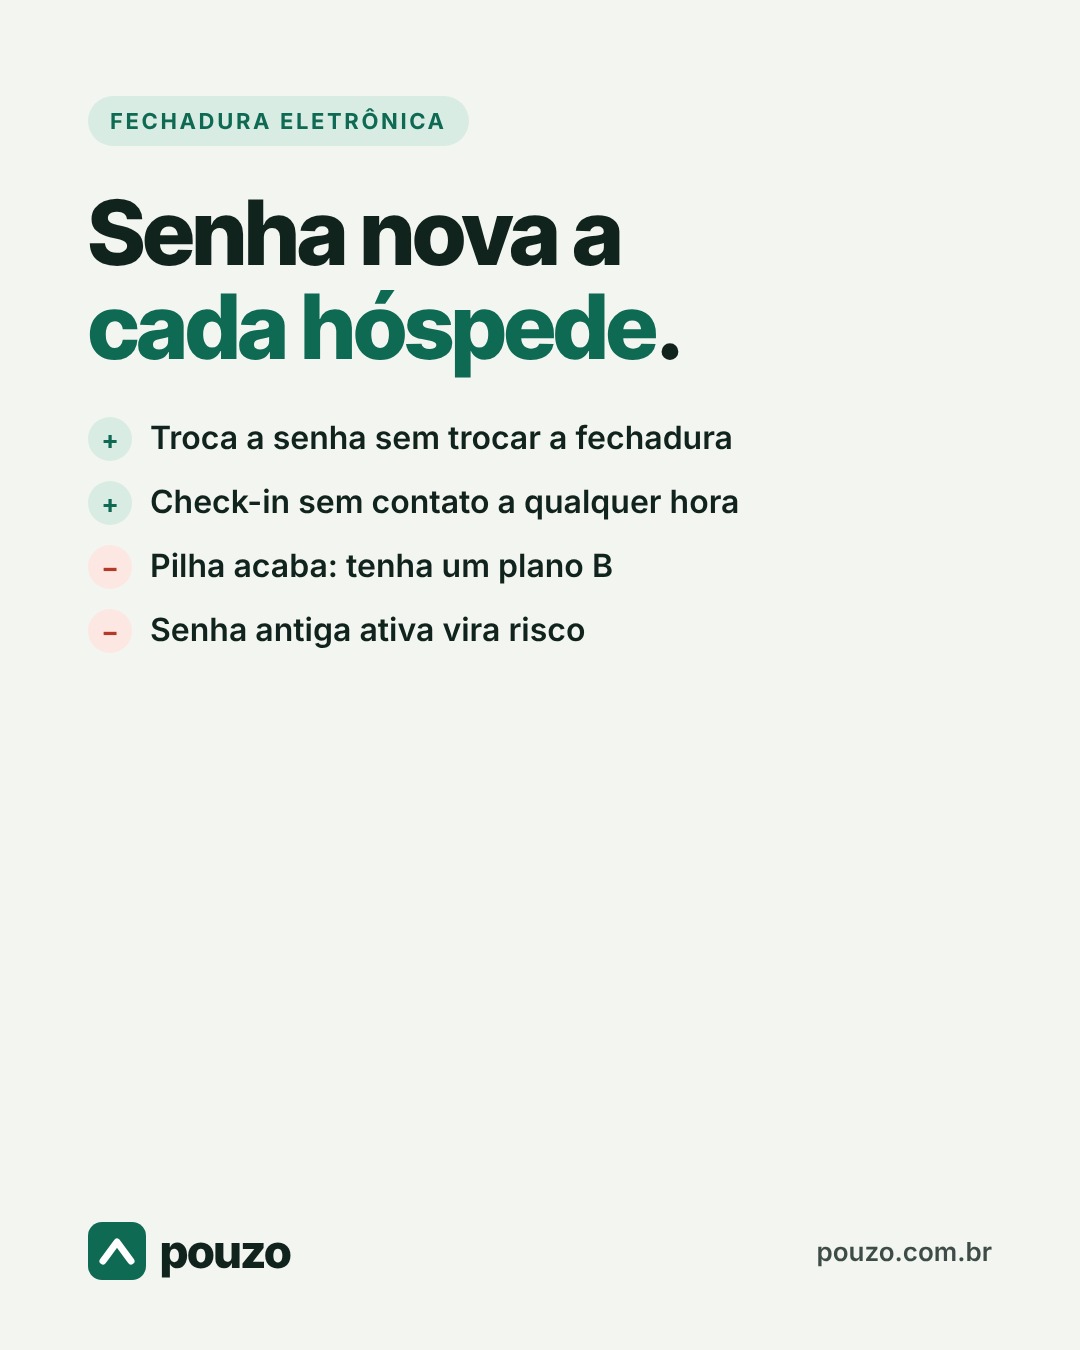 FECHADURA ELETRÔNICA
Senha nova a
cada hóspede.
+ Troca a senha sem trocar a fechadura
+ Check-in sem contato a qualquer hora
– Pilha acaba: tenha um plano B
– Senha antiga ativa vira risco
pouzo
pouzo.com.br